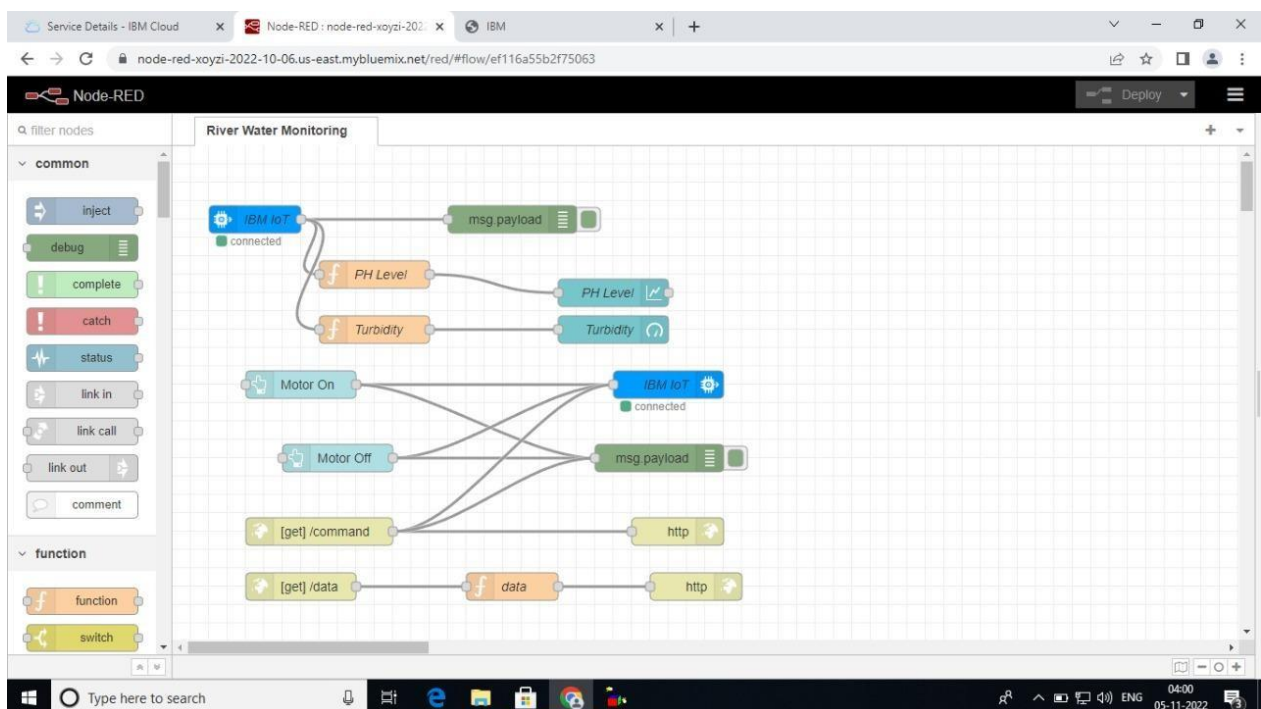 Service Details - IBM Cloud
Node-RED : node-red-xoyzi-202
IBM
node-red-xoyzi-2022-10-06.us-east.mybluemix.net/red/#flow/ef116a55b2f75063
Node-RED
Deploy
filter nodes
River Water Monitoring
common
inject
debug
complete
catch
status
link in
link call
link out
comment
function
function
switch
IBM IoT
connected
msg.payload
PH Level
PH Level
Turbidity
Turbidity
Motor On
IBM IoT
connected
Motor Off
msg.payload
[get] /command
http
[get] /data
data
http
Type here to search
ENG
04:00
05-11-2022
3